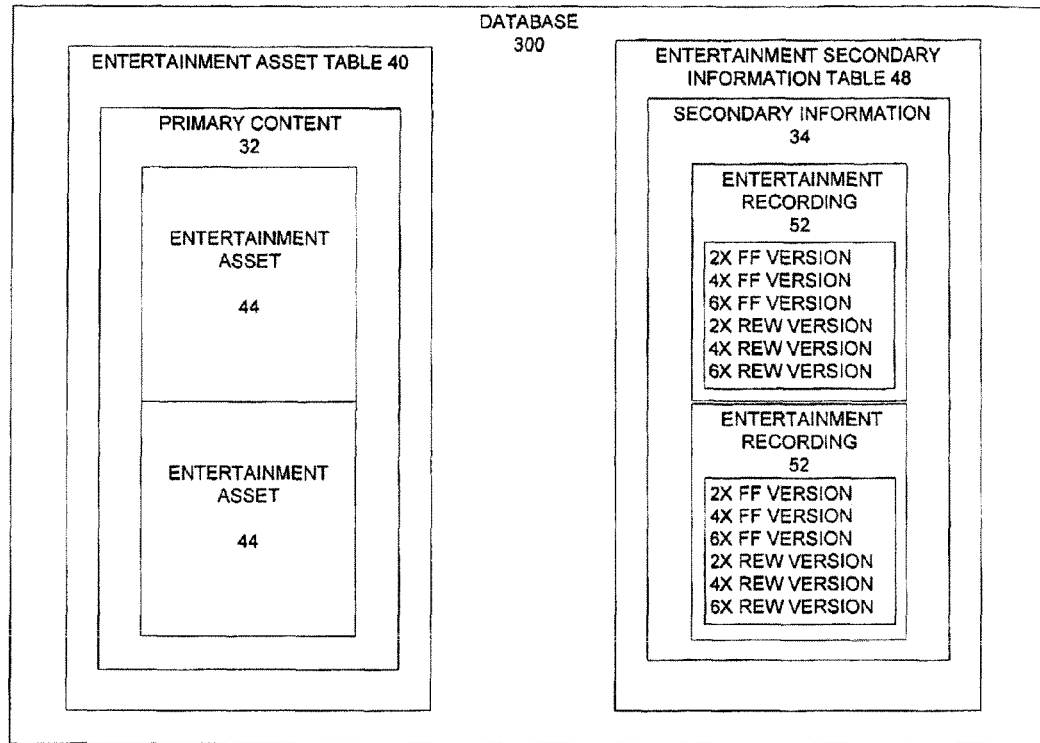 DATABASE
300
ENTERTAINMENT ASSET TABLE 40
PRIMARY CONTENT
32
ENTERTAINMENT
ASSET
44
ENTERTAINMENT
ASSET
44
ENTERTAINMENT SECONDARY
INFORMATION TABLE 48
SECONDARY INFORMATION
34
ENTERTAINMENT
RECORDING
52
2X FF VERSION
4X FF VERSION
6X FF VERSION
2X REW VERSION
4X REW VERSION
6X REW VERSION
ENTERTAINMENT
RECORDING
52
2X FF VERSION
4X FF VERSION
6X FF VERSION
2X REW VERSION
4X REW VERSION
6X REW VERSION